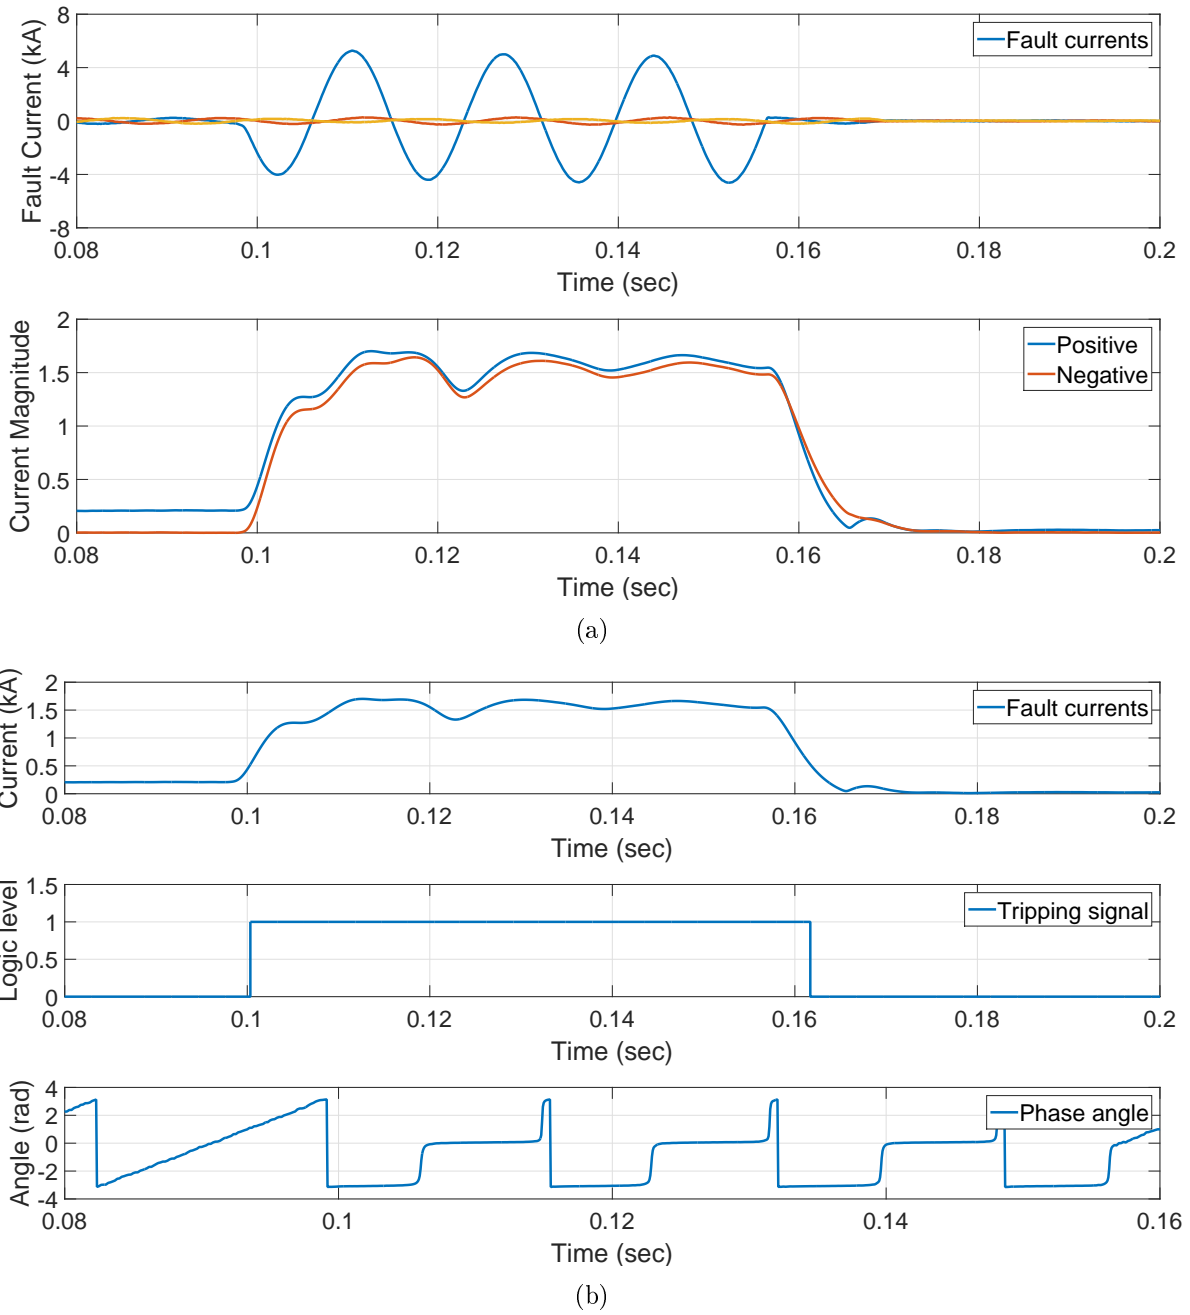 8
4
0
-4
-8
Fault Current (kA)
Fault currents
0.08 0.1 0.12 0.14 0.16 0.18 0.2
Time (sec)
2
1.5
1
0.5
0
Current Magnitude
Positive
Negative
0.08 0.1 0.12 0.14 0.16 0.18 0.2
Time (sec)
(a)
2
1.5
1
0.5
0
Current (kA)
Fault currents
0.08 0.1 0.12 0.14 0.16 0.18 0.2
Time (sec)
1.5
1
0.5
0
Logic level
Tripping signal
0.08 0.1 0.12 0.14 0.16 0.18 0.2
Time (sec)
4
2
0
-2
-4
Angle (rad)
Phase angle
0.08 0.1 0.12 0.14 0.16
Time (sec)
(b)